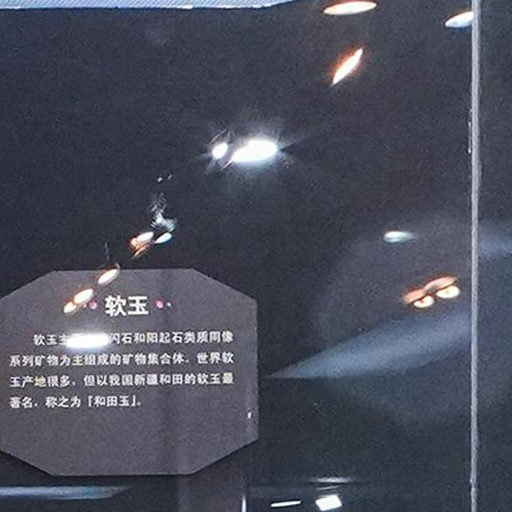 软玉
软玉主闪石和阳起石类质同像
系列矿物为主组成的矿物集合体。世界软
玉产地很多，但以我国新疆和田的软玉最
著名，称之为「和田玉」。